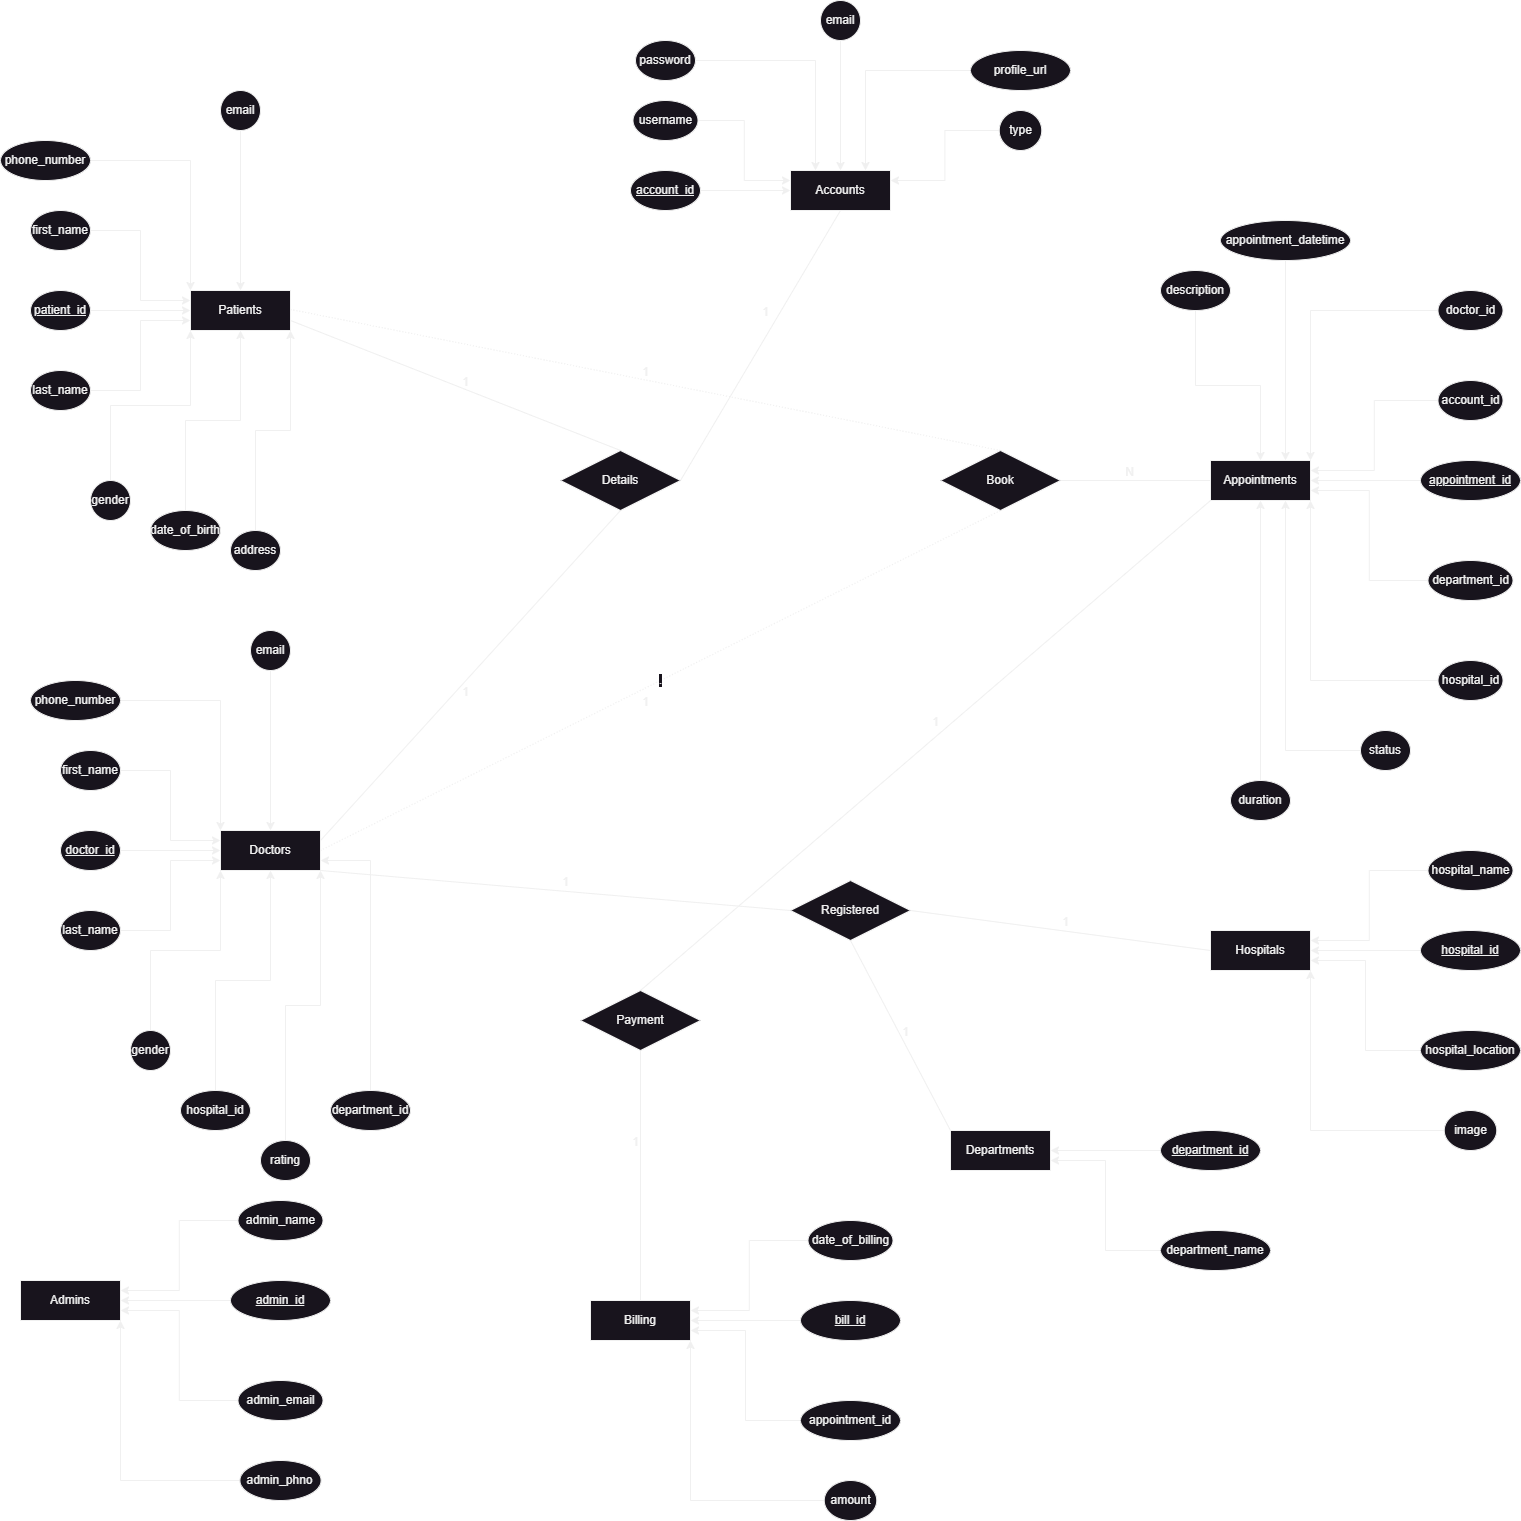 email
password
profile_url
username
type
account_id
Accounts
email
phone_number
first_name
patient_id
Patients
last_name
gender
date_of_birth
address
1
1
1
Details
Book
N
appointment_datetime
description
doctor_id
account_id
Appointments
appointment_id
department_id
hospital_id
status
duration
email
phone_number
first_name
doctor_id
Doctors
last_name
gender
hospital_id
rating
department_id
1
1
1
1
Registered
1
1
hospital_name
Hospitals
hospital_id
hospital_location
image
Payment
1
Departments
department_id
department_name
admin_name
Admins
admin_id
admin_email
admin_phno
date_of_billing
Billing
bill_id
appointment_id
amount